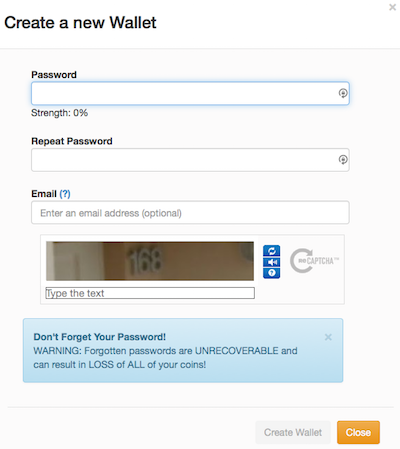 ×
Create a new Wallet
Password
Strength: 0%
Repeat Password
Email (?)
Enter an email address (optional)
168
?
CAPTCHA™
Type the text
Don't Forget Your Password! ×
WARNING: Forgotten passwords are UNRECOVERABLE and
can result in LOSS of ALL of your coins!
Create Wallet Close